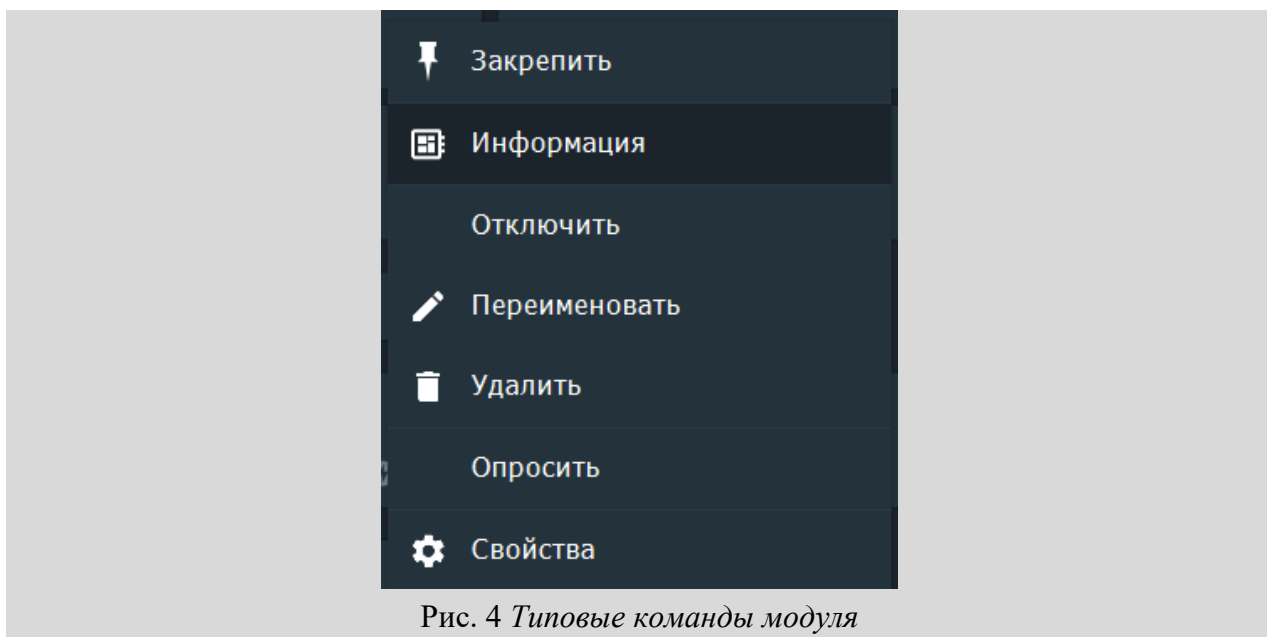 Закрепить
Информация
Отключить
Переименовать
Удалить
Опросить
Свойства
Рис. 4 Типовые команды модуля